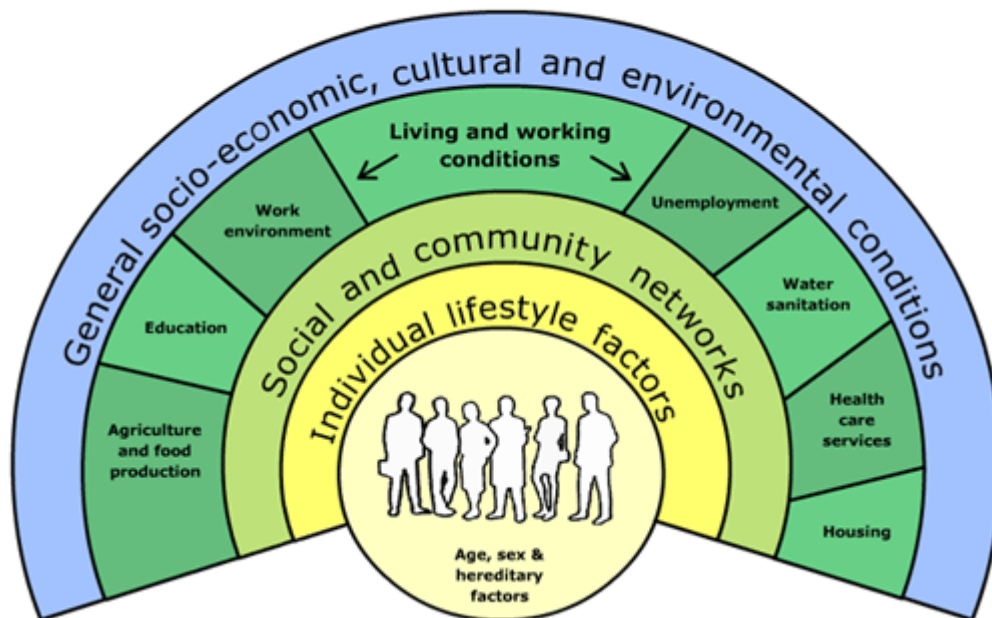 General socio-economic, cultural and environmental conditions
Living and working
conditions
Work
environment
Unemployment
Education
Water
sanitation
Agriculture
and food
production
Health
care
services
Housing
Social and community networks
Individual lifestyle factors
Age, sex &
hereditary
factors